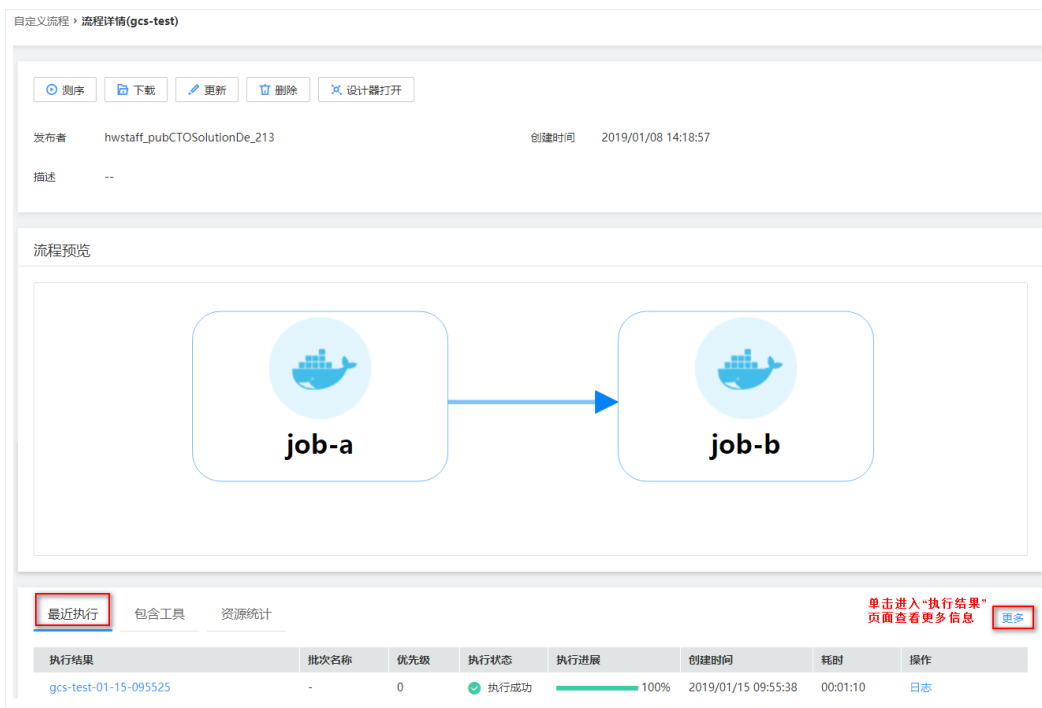 自定义流程 › 流程详情(gcs-test)
测序 下载 更新 删除 设计器打开
发布者 hwstaff_pubCTOSolutionDe_213 创建时间 2019/01/08 14:18:57
描述 --
流程预览
job-a job-b
最近执行 包含工具 资源统计
单击进入“执行结果”
页面查看更多信息
更多
执行结果 批次名称 优先级 执行状态 执行进展 创建时间 耗时 操作
gcs-test-01-15-095525 - 0 执行成功 100% 2019/01/15 09:55:38 00:01:10 日志